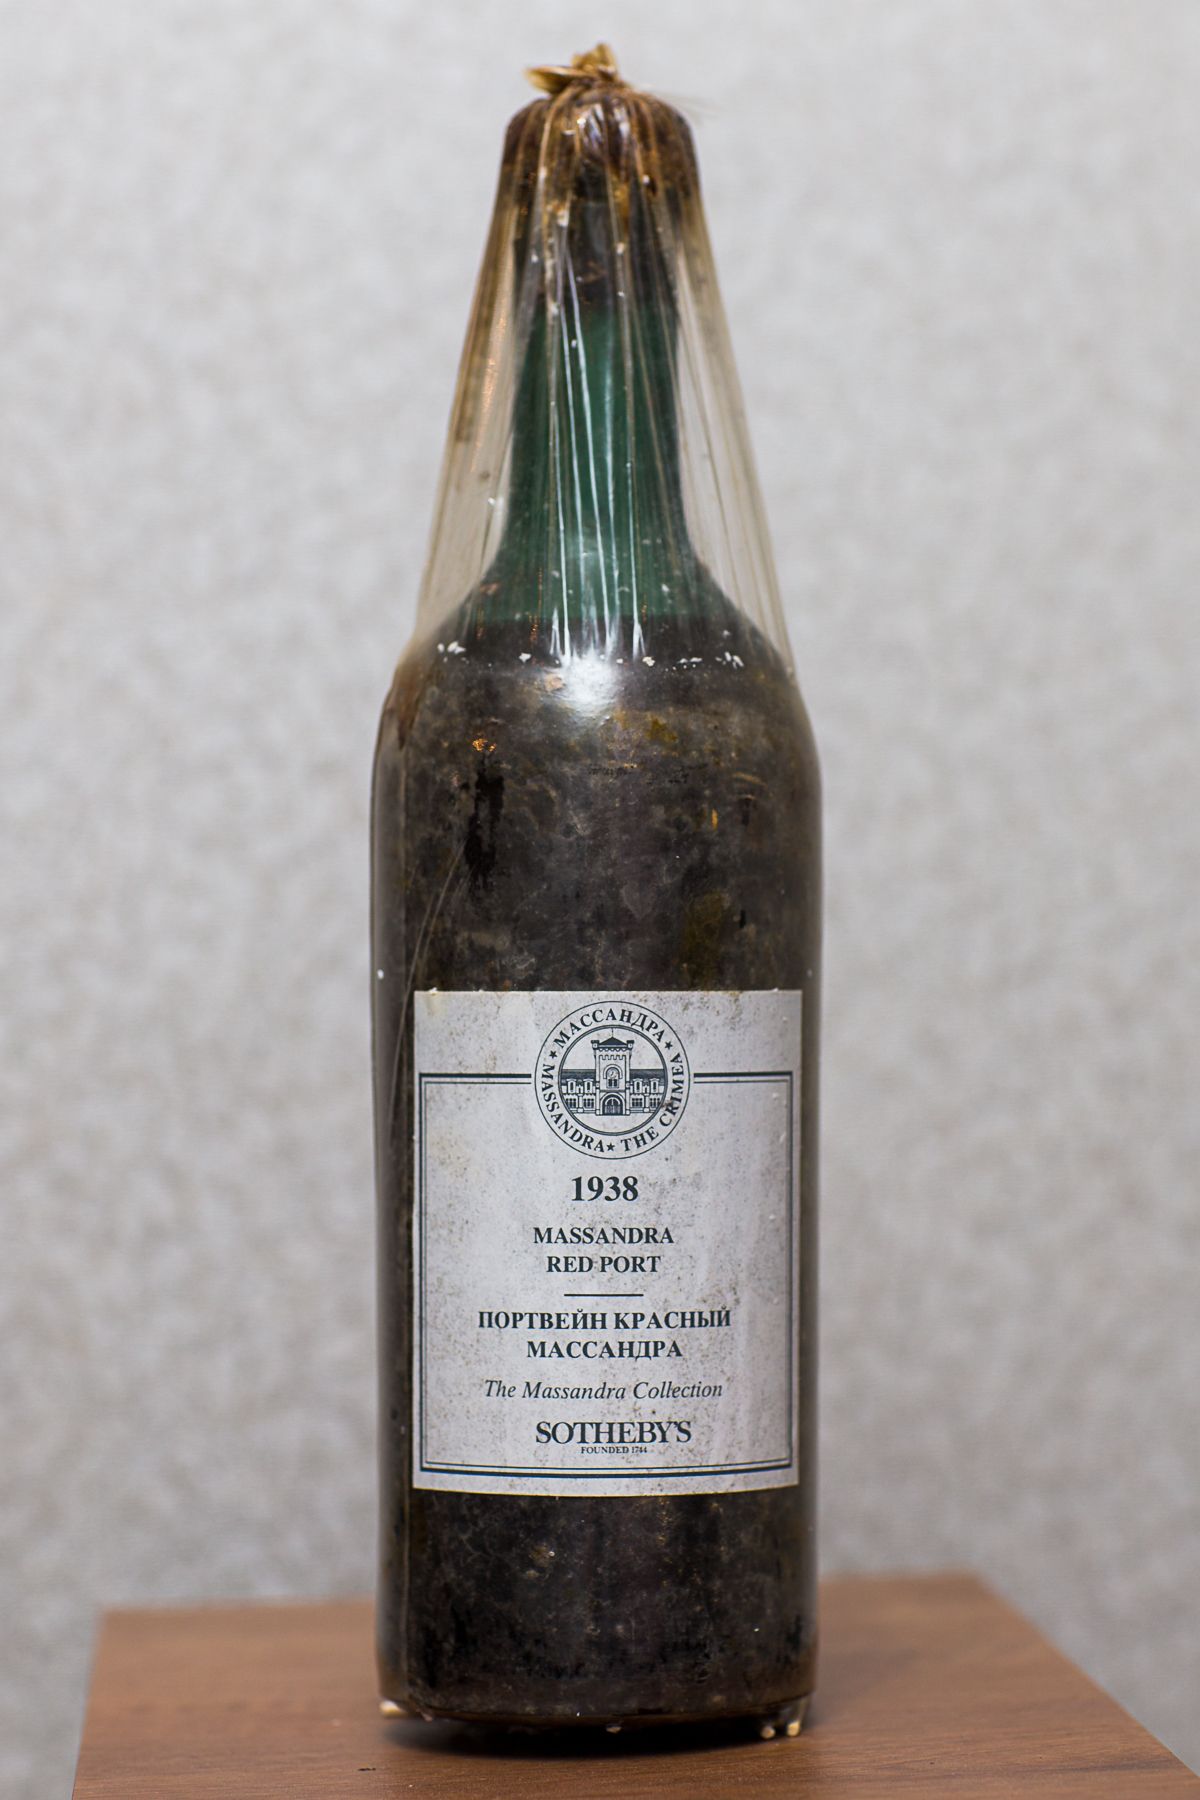 ★ МАССАНДРА ★
MASSANDRA ★ THE CRIMEA
1938
MASSANDRA
RED PORT
ПОРТВЕЙН КРАСНЫЙ
МАССАНДРА
The Massandra Collection
SOTHEBY'S
FOUNDED 1744